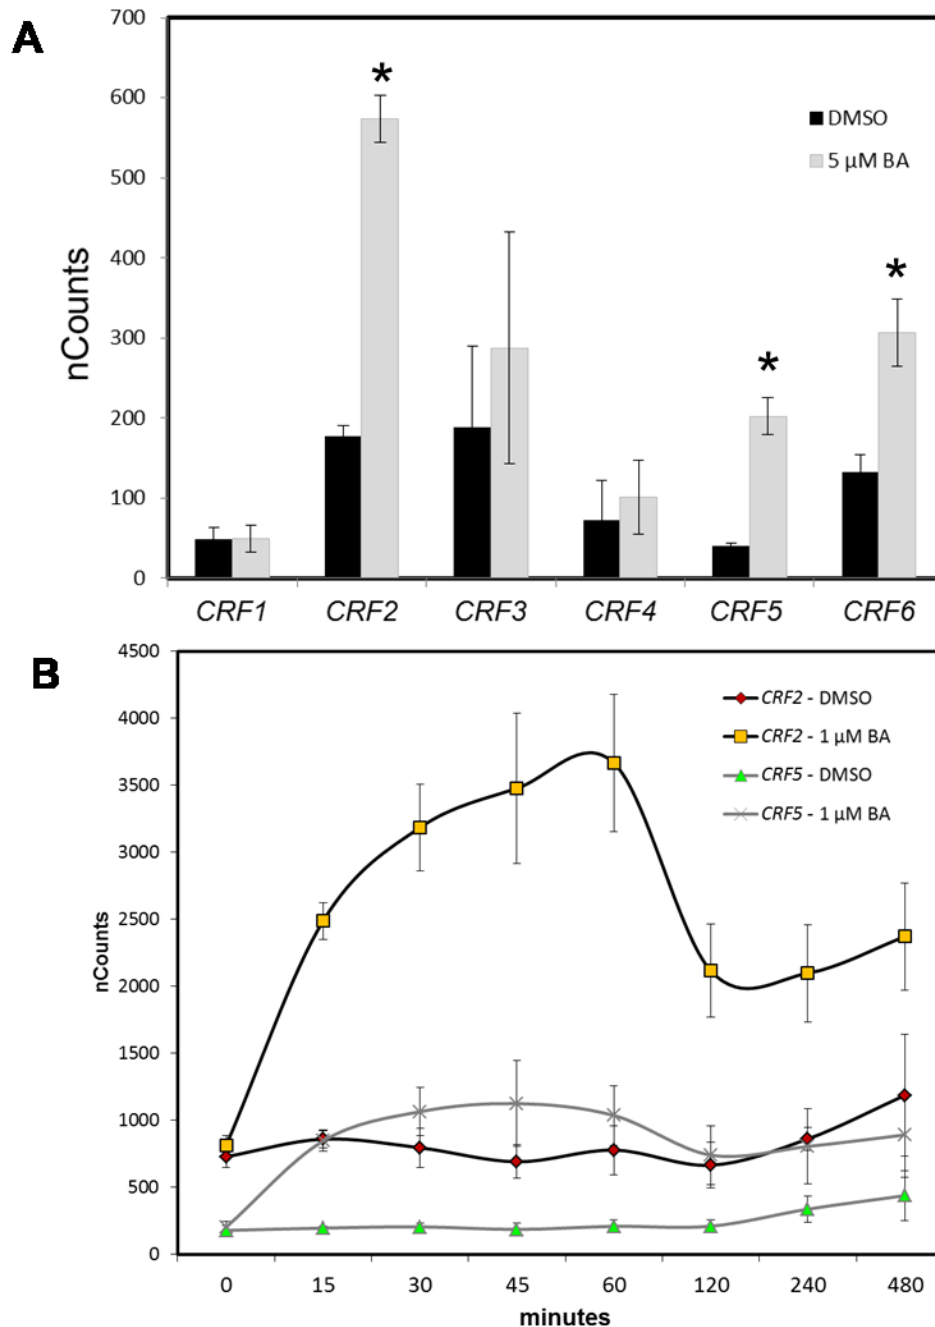 A
700
600
500
400
300
200
100
0
nCounts
* * *
DMSO
5 µM BA
CRF1 CRF2 CRF3 CRF4 CRF5 CRF6
B
4500
4000
3500
3000
2500
2000
1500
1000
500
0
nCounts
CRF2 - DMSO
CRF2 - 1 µM BA
CRF5 - DMSO
CRF5 - 1 µM BA
0 15 30 45 60 120 240 480
minutes